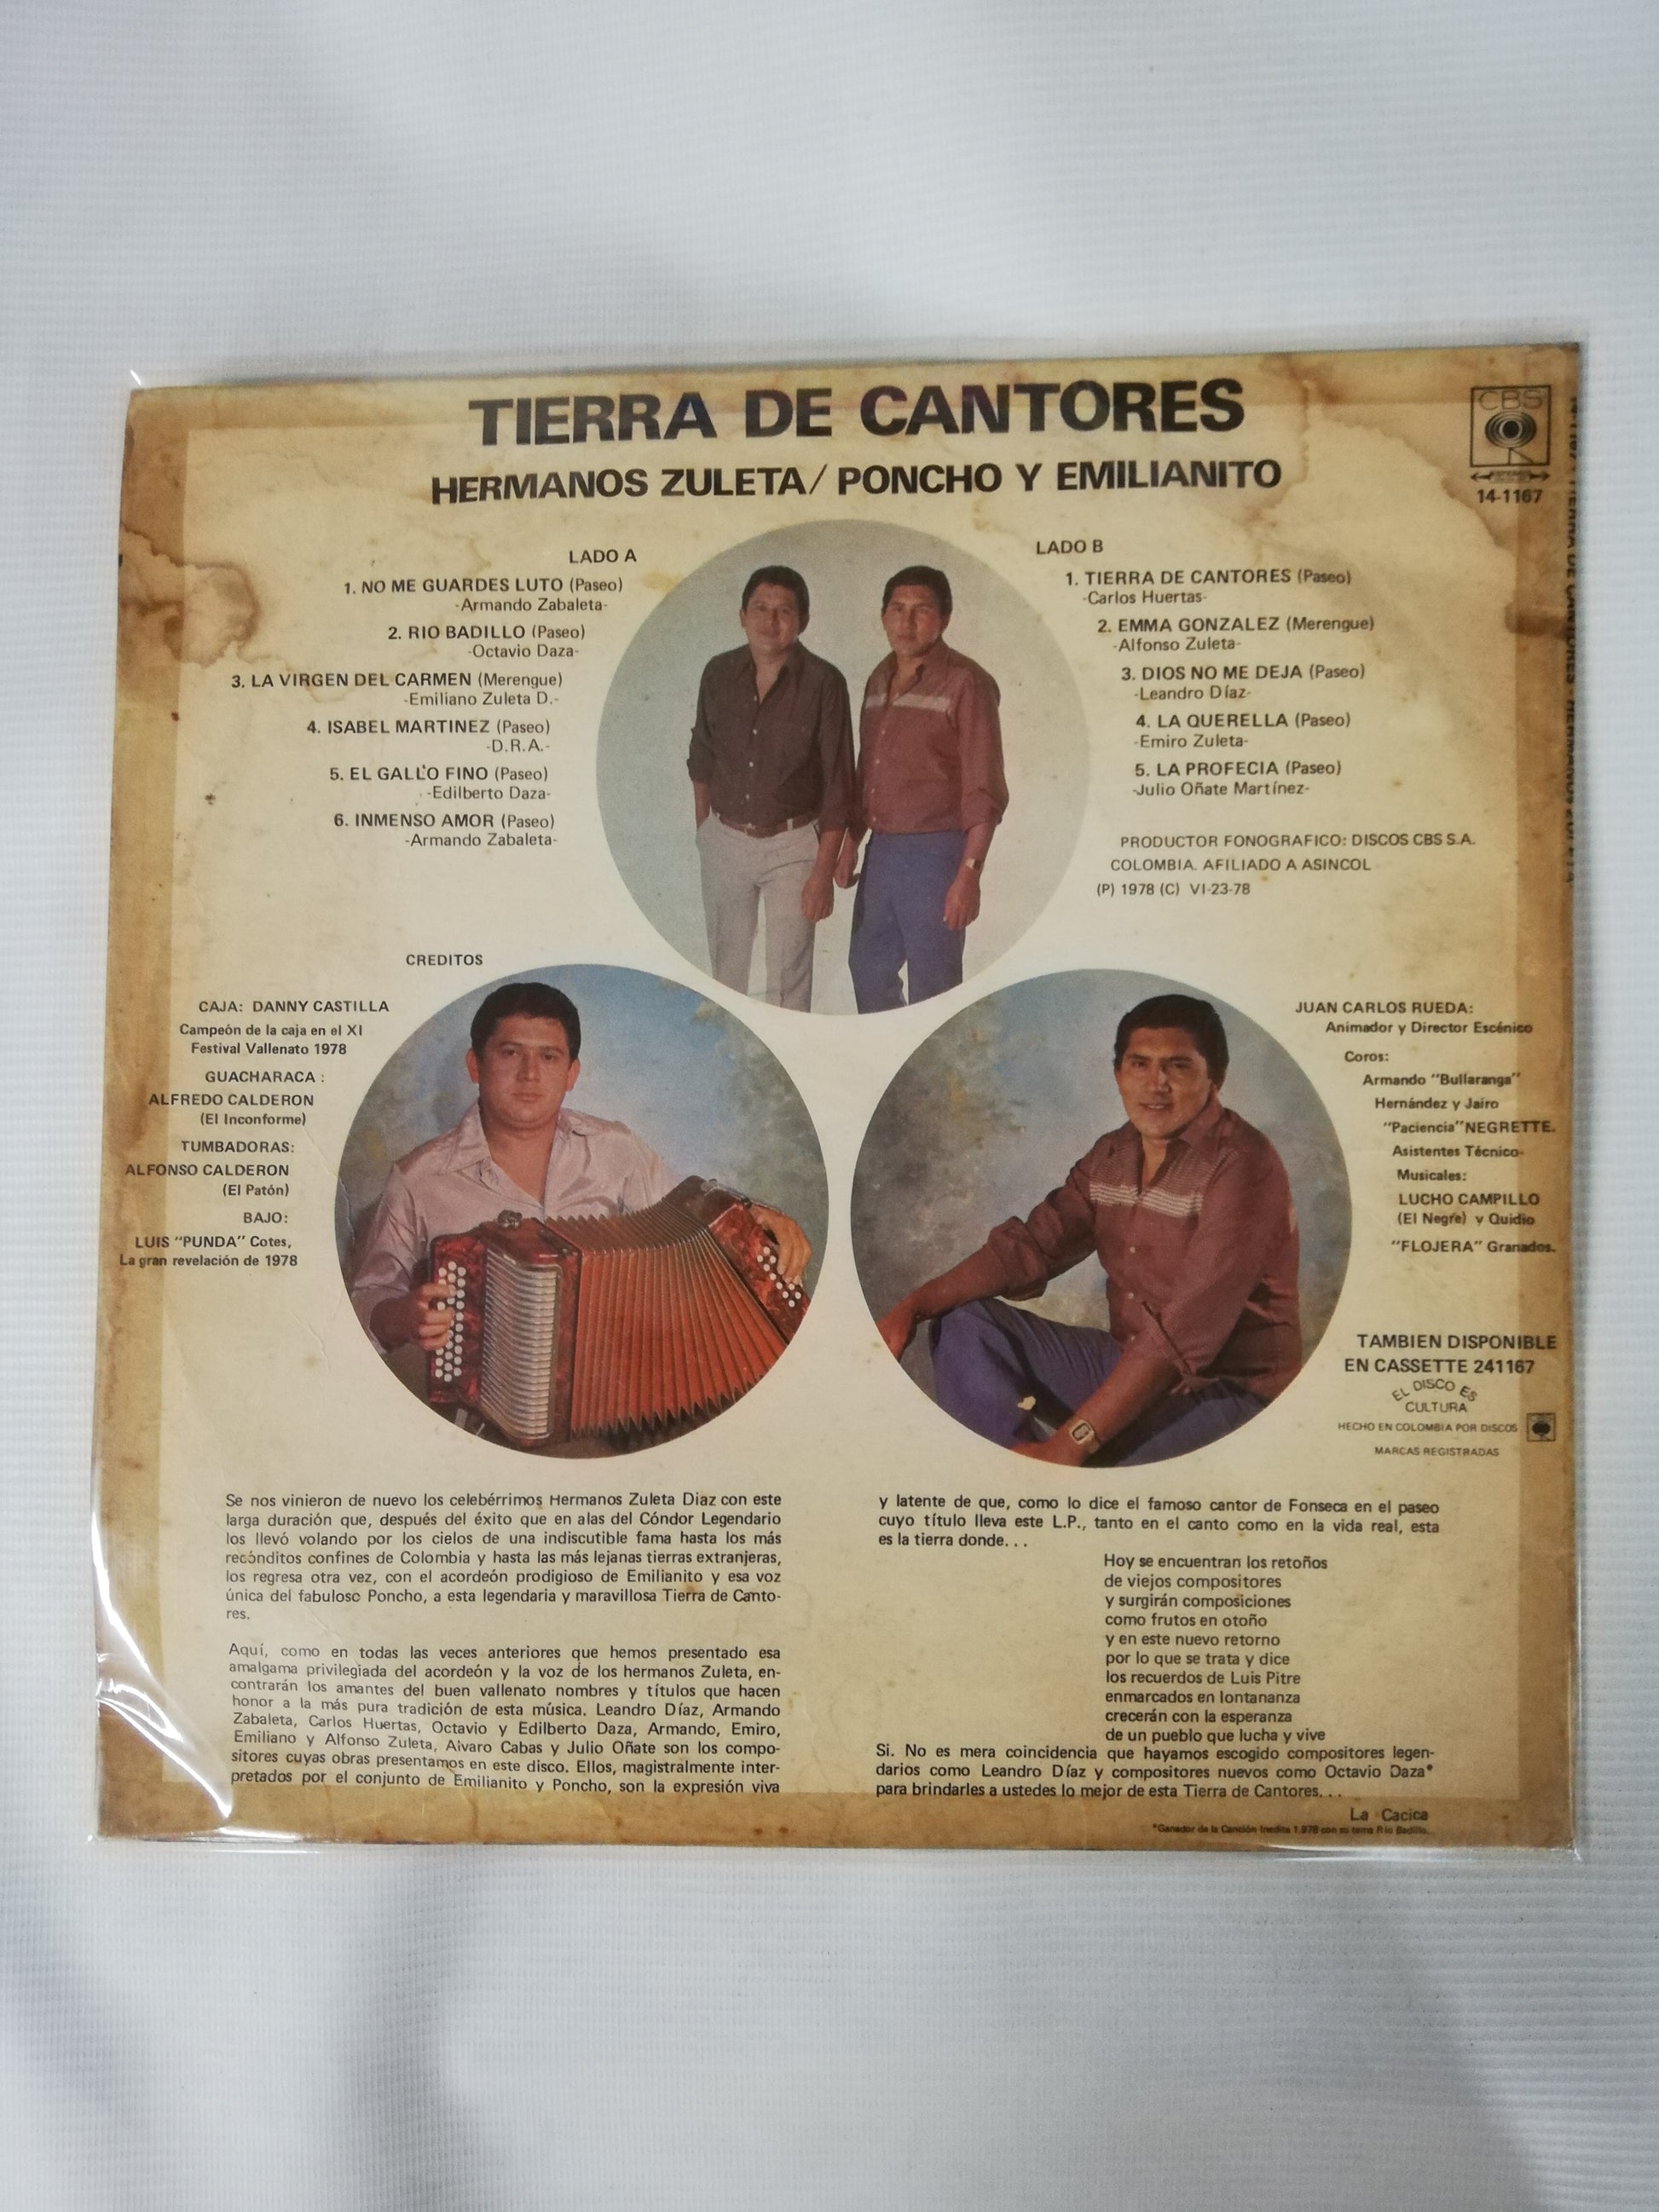 TIERRA DE CANTORES
HERMANOS ZULETA/ PONCHO Y EMILIANITO
CBS
14-1167
LADO A
1. NO ME GUARDES LUTO (Paseo)
-Armando Zabaleta-
2. RIO BADILLO (Paseo)
-Octavio Daza-
3. LA VIRGEN DEL CARMEN (Merengue)
-Emiliano Zuleta D.-
4. ISABEL MARTINEZ (Paseo)
-D.R.A.-
5. EL GALLO FINO (Paseo)
-Edilberto Daza-
6. INMENSO AMOR (Paseo)
-Armando Zabaleta-
LADO B
1. TIERRA DE CANTORES (Paseo)
-Carlos Huertas-
2. EMMA GONZALEZ (Merengue)
-Alfonso Zuleta-
3. DIOS NO ME DEJA (Paseo)
-Leandro Díaz-
4. LA QUERELLA (Paseo)
-Emiro Zuleta-
5. LA PROFECIA (Paseo)
-Julio Oñate Martínez-
PRODUCTOR FONOGRAFICO: DISCOS CBS S.A.
COLOMBIA. AFILIADO A ASINCOL
(P) 1978 (C) VI-23-78
CREDITOS
CAJA: DANNY CASTILLA
Campeón de la caja en el XI
Festival Vallenato 1978
GUACHARACA :
ALFREDO CALDERON
(El Inconforme)
TUMBADORAS:
ALFONSO CALDERON
(El Patón)
BAJO:
LUIS "PUNDA" Cotes,
La gran revelación de 1978
JUAN CARLOS RUEDA:
Animador y Director Escénico
Coros:
Armando "Bullaranga"
Hernández y Jairo
"Paciencia" NEGRETTE.
Asistentes Técnico-
Musicales:
LUCHO CAMPILLO
(El Negre) y Quidio
"FLOJERA" Granados.
TAMBIEN DISPONIBLE
EN CASSETTE 241167
EL DISCO ES
CULTURA
HECHO EN COLOMBIA POR DISCOS
MARCAS REGISTRADAS
Se nos vinieron de nuevo los celebérrimos Hermanos Zuleta Diaz con este
larga duración que, después del éxito que en alas del Cóndor Legendario
los llevó volando por los cielos de una indiscutible fama hasta los más
recónditos confines de Colombia y hasta las más lejanas tierras extranjeras,
los regresa otra vez, con el acordeón prodigioso de Emilianito y esa voz
única del fabuloso Poncho, a esta legendaria y maravillosa Tierra de Canto-
res.
Aquí, como en todas las veces anteriores que hemos presentado esa
amalgama privilegiada del acordeón y la voz de los hermanos Zuleta, en-
contrarán los amantes del buen vallenato nombres y títulos que hacen
honor a la más pura tradición de esta música. Leandro Díaz, Armando
Zabaleta, Carlos Huertas, Octavio y Edilberto Daza, Armando, Emiro,
Emiliano y Alfonso Zuleta, Alvaro Cabas y Julio Oñate son los compo-
sitores cuyas obras presentamos en este disco. Ellos, magistralmente inter-
pretados por el conjunto de Emilianito y Poncho, son la expresión viva
y latente de que, como lo dice el famoso cantor de Fonseca en el paseo
cuyo título lleva este L.P., tanto en el canto como en la vida real, esta
es la tierra donde. . .
Hoy se encuentran los retoños
de viejos compositores
y surgirán composiciones
como frutos en otoño
y en este nuevo retorno
por lo que se trata y dice
los recuerdos de Luis Pitre
enmarcados en lontananza
crecerán con la esperanza
de un pueblo que lucha y vive
Si. No es mera coincidencia que hayamos escogido compositores legen-
darios como Leandro Díaz y compositores nuevos como Octavio Daza*
para brindarles a ustedes lo mejor de esta Tierra de Cantores. . .
La Cacica
*Ganador de la Canción Inedita 1.978 con su tema Río Badillo.